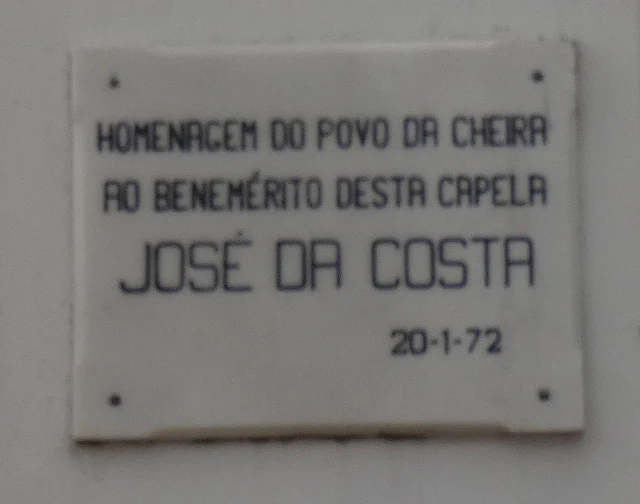 HOMENAGEM DO POVO DA CHEIRA
AO BENEMÉRITO DESTA CAPELA
JOSÉ DA COSTA
20-1-72